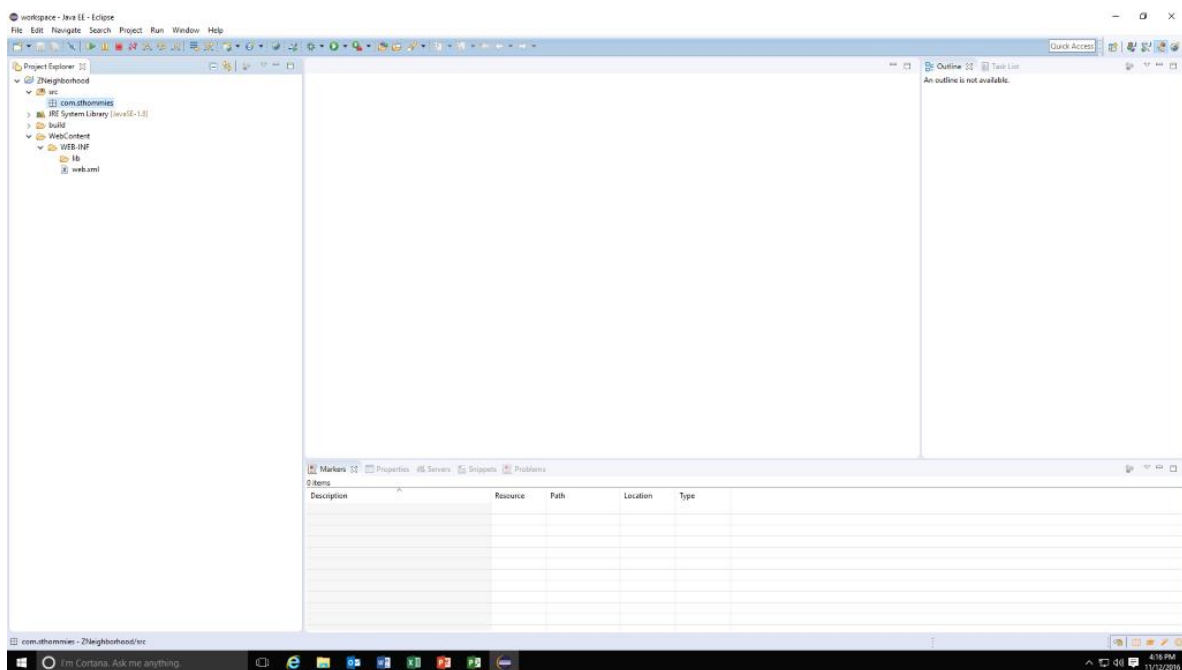 workspace - Java EE - Eclipse
File Edit Navigate Search Project Run Window Help
Quick Access
Project Explorer
Outline Task List
ZNeighborhood
An outline is not available.
src
com.sthommies
JRE System Library [JavaSE-1.8]
build
WebContent
WEB-INF
lib
web.xml
Markers Properties Servers Snippets Problems
0 items
Description Resource Path Location Type
com.sthommies - ZNeighborhood/src
I'm Cortana. Ask me anything.
4:16 PM
11/12/2016